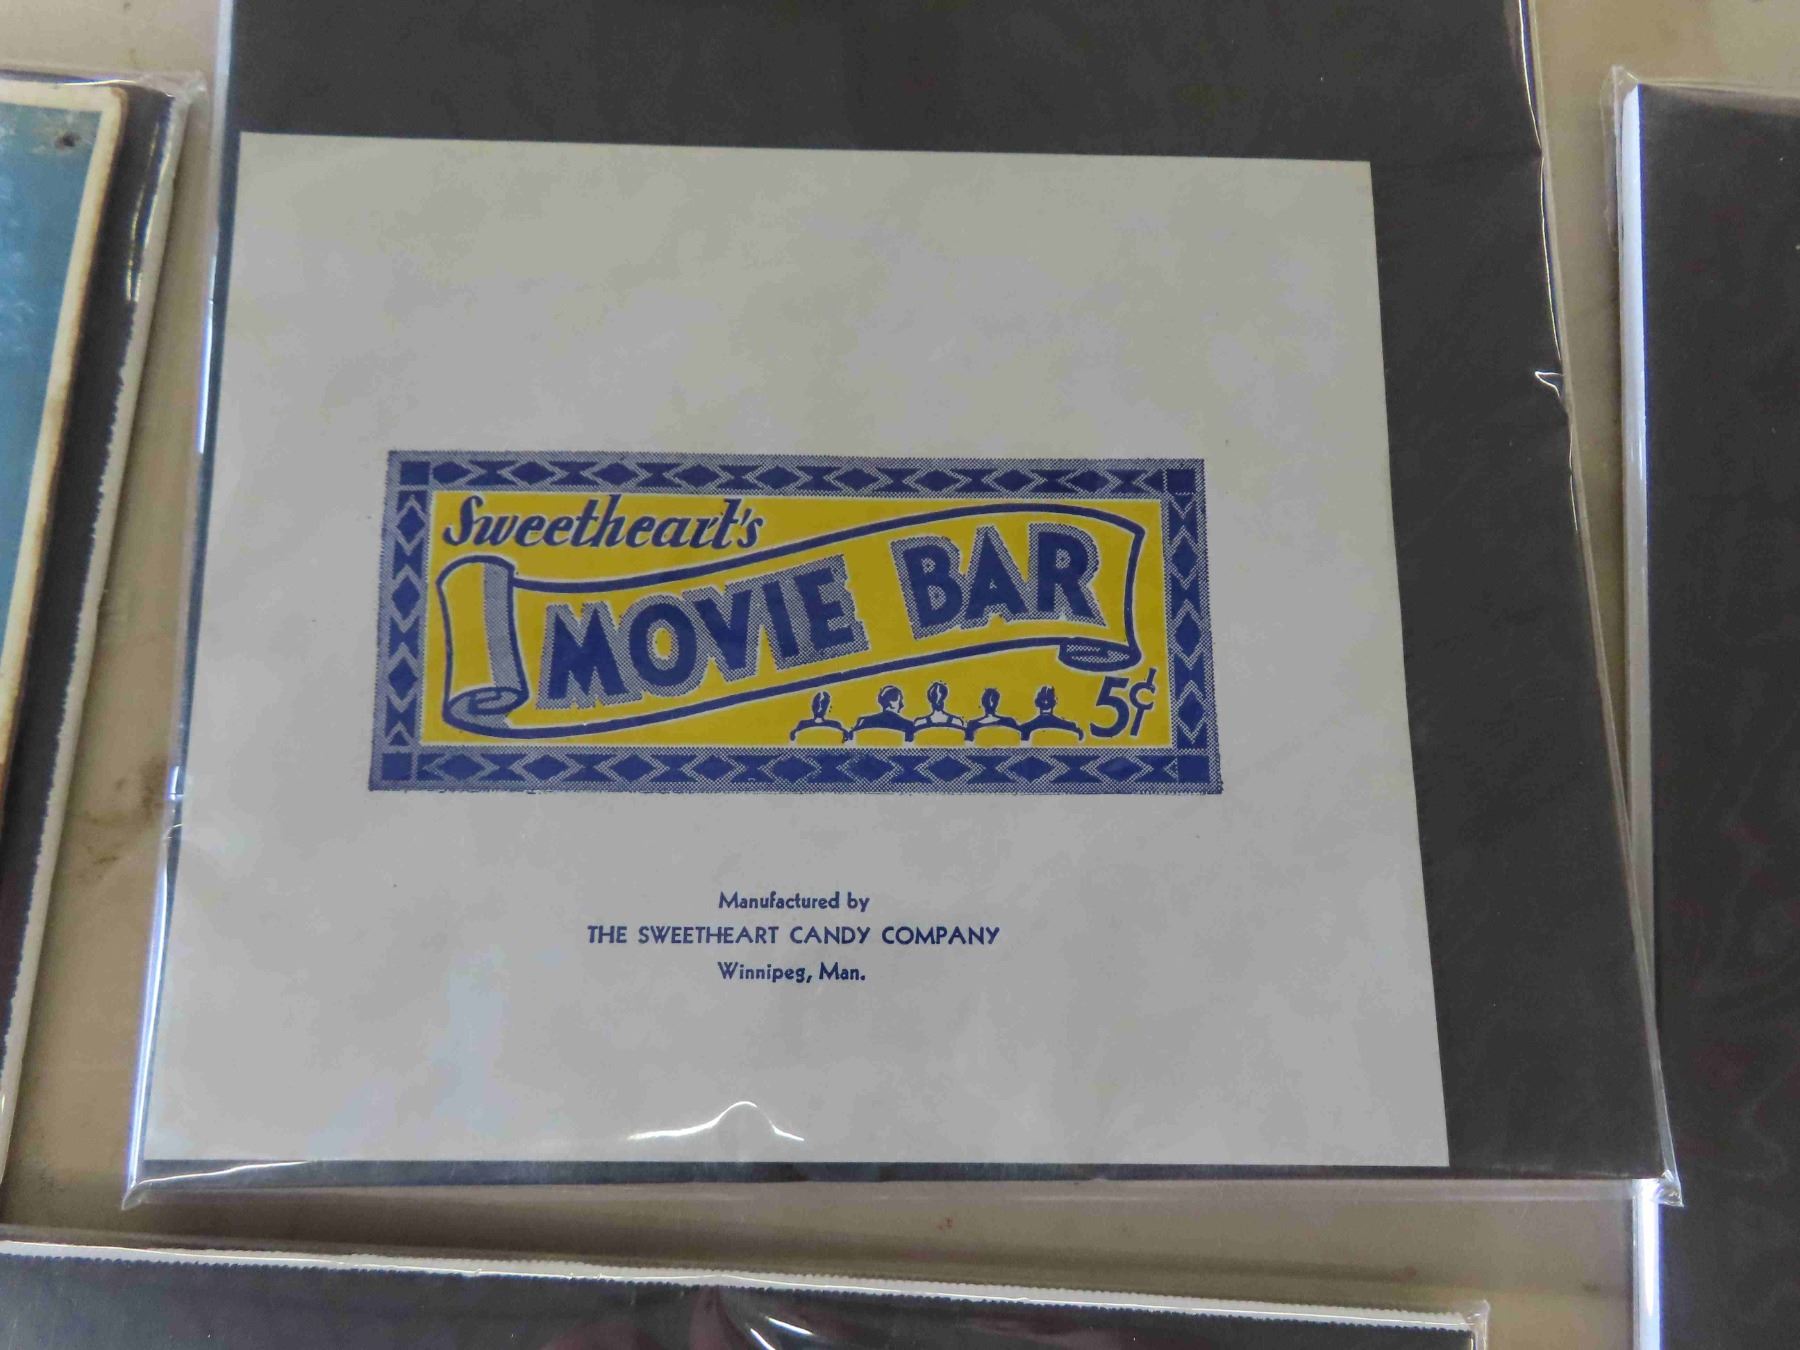 Sweetheart's
MOVIE BAR
5¢
Manufactured by
THE SWEETHEART CANDY COMPANY
Winnipeg, Man.